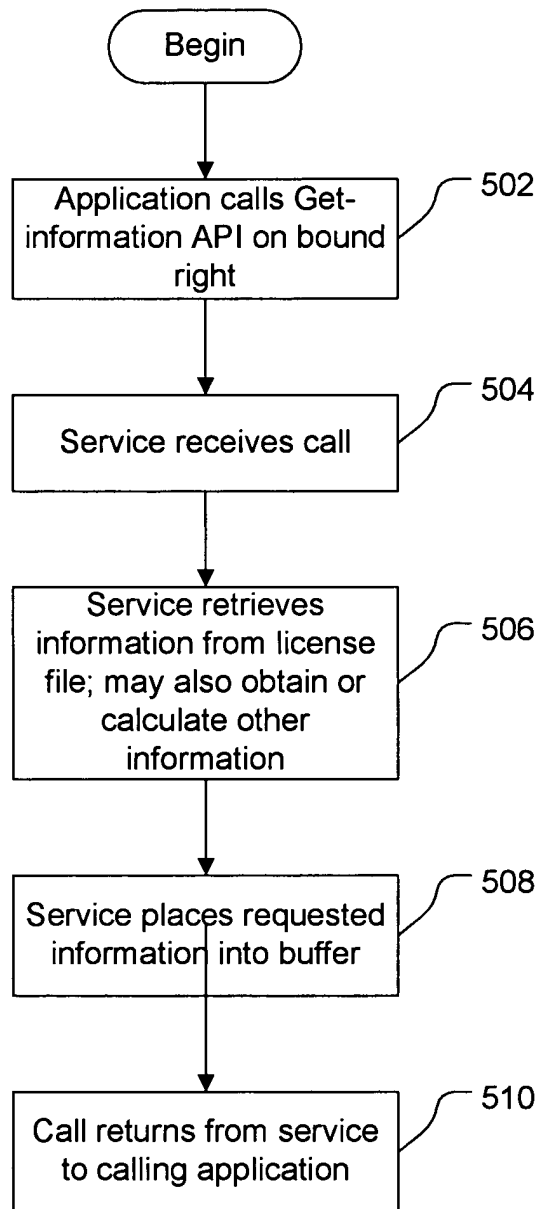 Begin
Application calls Get-
information API on bound
right
502
Service receives call
504
Service retrieves
information from license
file; may also obtain or
calculate other
information
506
Service places requested
information into buffer
508
Call returns from service
to calling application
510